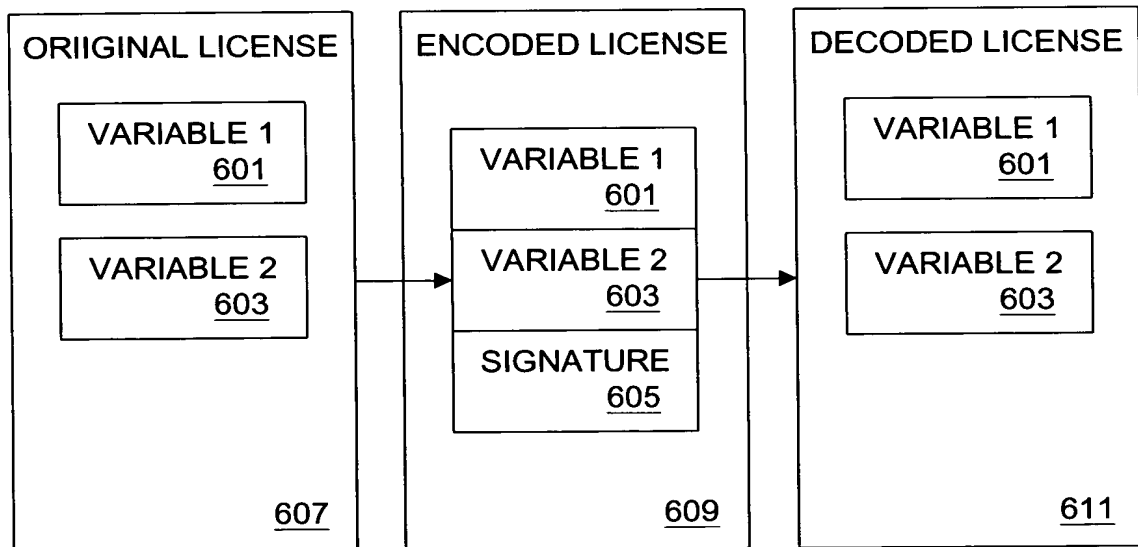 ORIIGINAL LICENSE
VARIABLE 1
601
VARIABLE 2
603
607
ENCODED LICENSE
VARIABLE 1
601
VARIABLE 2
603
SIGNATURE
605
609
DECODED LICENSE
VARIABLE 1
601
VARIABLE 2
603
611